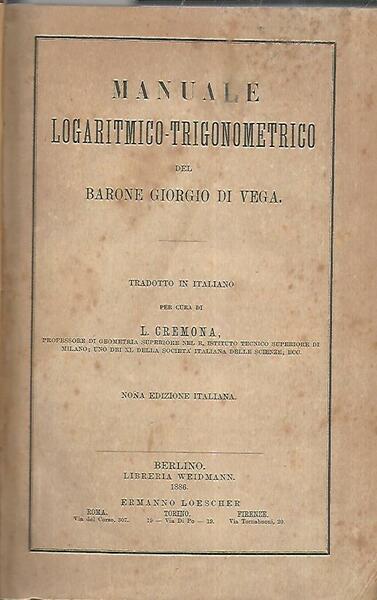 MANUALE
LOGARITMICO-TRIGONOMETRICO
DEL
BARONE GIORGIO DI VEGA.
TRADOTTO IN ITALIANO
PER CURA DI
L. CREMONA,
PROFESSORE DI GEOMETRIA SUPERIORE NEL R. ISTITUTO TECNICO SUPERIORE DI
MILANO; UNO DEI XL DELLA SOCIETÀ ITALIANA DELLE SCIENZE, ECC.
NONA EDIZIONE ITALIANA.
BERLINO.
LIBRERIA WEIDMANN.
1886.
ERMANNO LOESCHER
ROMA. TORINO. FIRENZE.
Via del Corso, 307. 19 — Via Di Po — 19. Via Tornabuoni, 20.